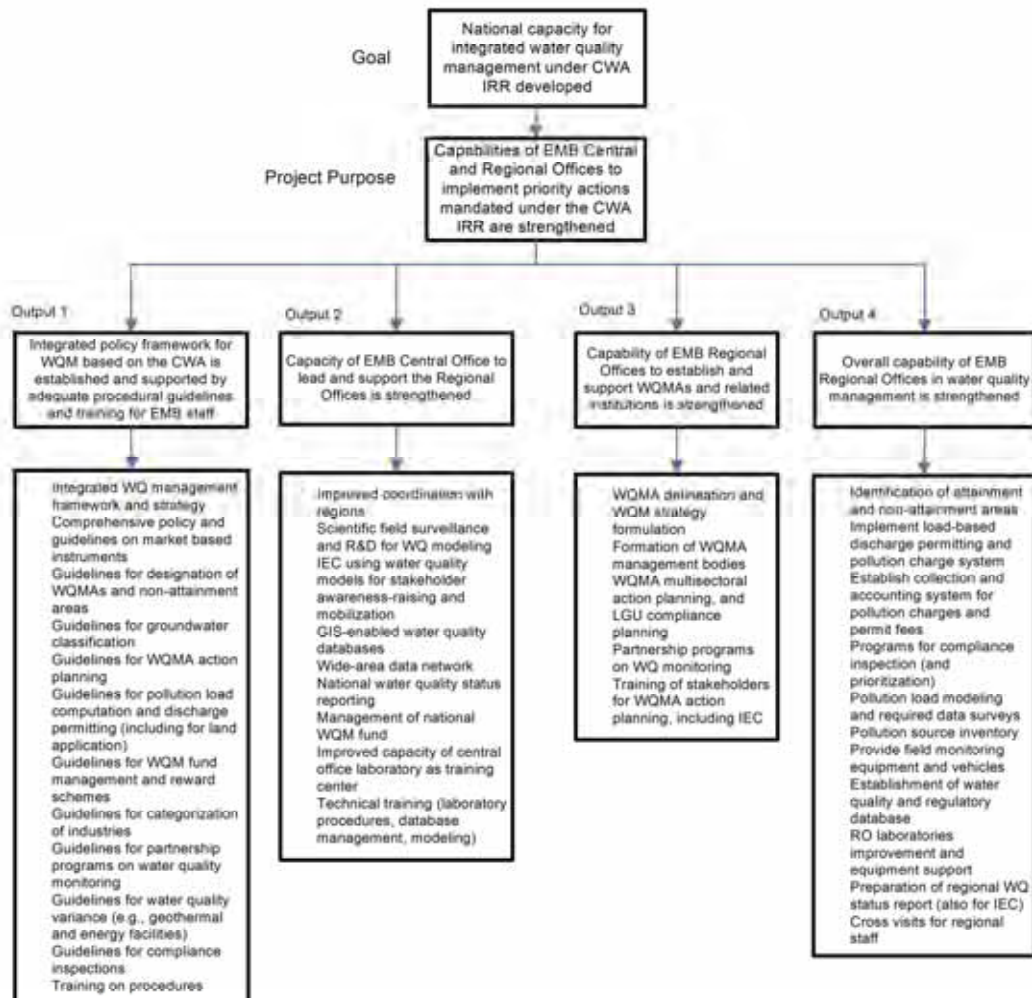 Goal
National capacity for
integrated water quality
management under CWA
IRR developed
Project Purpose
Capabilities of EMB Central
and Regional Offices to
implement priority actions
mandated under the CWA
IRR are strengthened
Output 1
Integrated policy framework for
WQM based on the CWA is
established and supported by
adequate procedural guidelines
and training for EMB staff
Integrated WQ management
framework and strategy
Comprehensive policy and
guidelines on market based
instruments
Guidelines for designation of
WQMAs and non-attainment
areas
Guidelines for groundwater
classification
Guidelines for WQMA action
planning
Guidelines for pollution load
computation and discharge
permitting (including for land
application)
Guidelines for WQM fund
management and reward
schemes
Guidelines for categorization
of industries
Guidelines for partnership
programs on water quality
monitoring
Guidelines for water quality
variance (e.g., geothermal
and energy facilities)
Guidelines for compliance
inspections
Training on procedures
Output 2
Capacity of EMB Central Office to
lead and support the Regional
Offices is strengthened
Improved coordination with
regions
Scientific field surveillance
and R&D for WQ modeling
IEC using water quality
models for stakeholder
awareness-raising and
mobilization
GIS-enabled water quality
databases
Wide-area data network
National water quality status
reporting
Management of national
WQM fund
Improved capacity of central
office laboratory as training
center
Technical training (laboratory
procedures, database
management, modeling)
Output 3
Capability of EMB Regional
Offices to establish and
support WQMAs and related
institutions is strengthened
WQMA delineation and
WQM strategy
formulation
Formation of WQMA
management bodies
WQMA multisectoral
action planning, and
LGU compliance
planning
Partnership programs
on WQ monitoring
Training of stakeholders
for WQMA action
planning, including IEC
Output 4
Overall capability of EMB
Regional Offices in water quality
management is strengthened
Identification of attainment
and non-attainment areas
Implement load-based
discharge permitting and
pollution charge system
Establish collection and
accounting system for
pollution charges and
permit fees
Programs for compliance
inspection (and
prioritization)
Pollution load modeling
and required data surveys
Pollution source inventory
Provide field monitoring
equipment and vehicles
Establishment of water
quality and regulatory
database
RO laboratories
improvement and
equipment support
Preparation of regional WQ
status report (also for IEC)
Cross visits for regional
staff